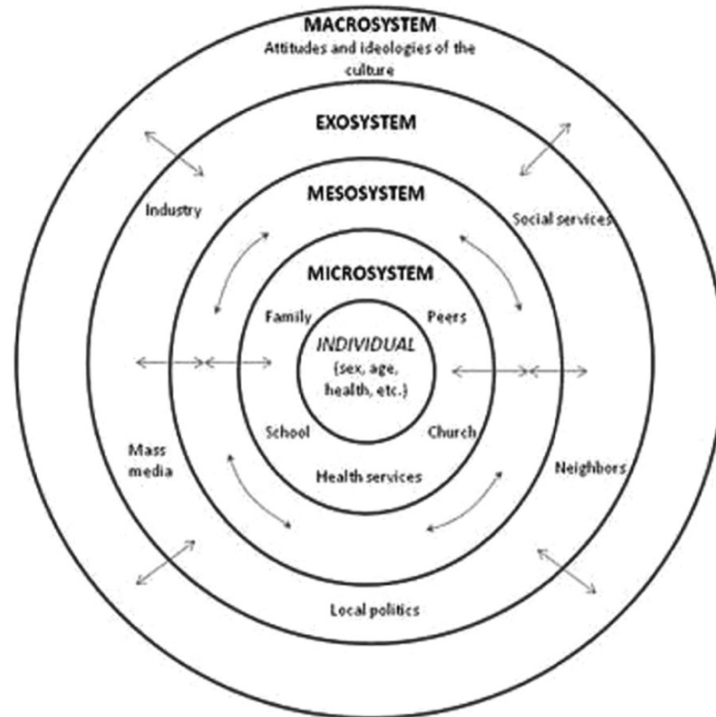 MACROSYSTEM
Attitudes and ideologies of the
culture
EXOSYSTEM
MESOSYSTEM
Industry
Social services
MICROSYSTEM
Family
Peers
INDIVIDUAL
{sex, age,
health, etc.}
School
Church
Mass
media
Health services
Neighbors
Local politics